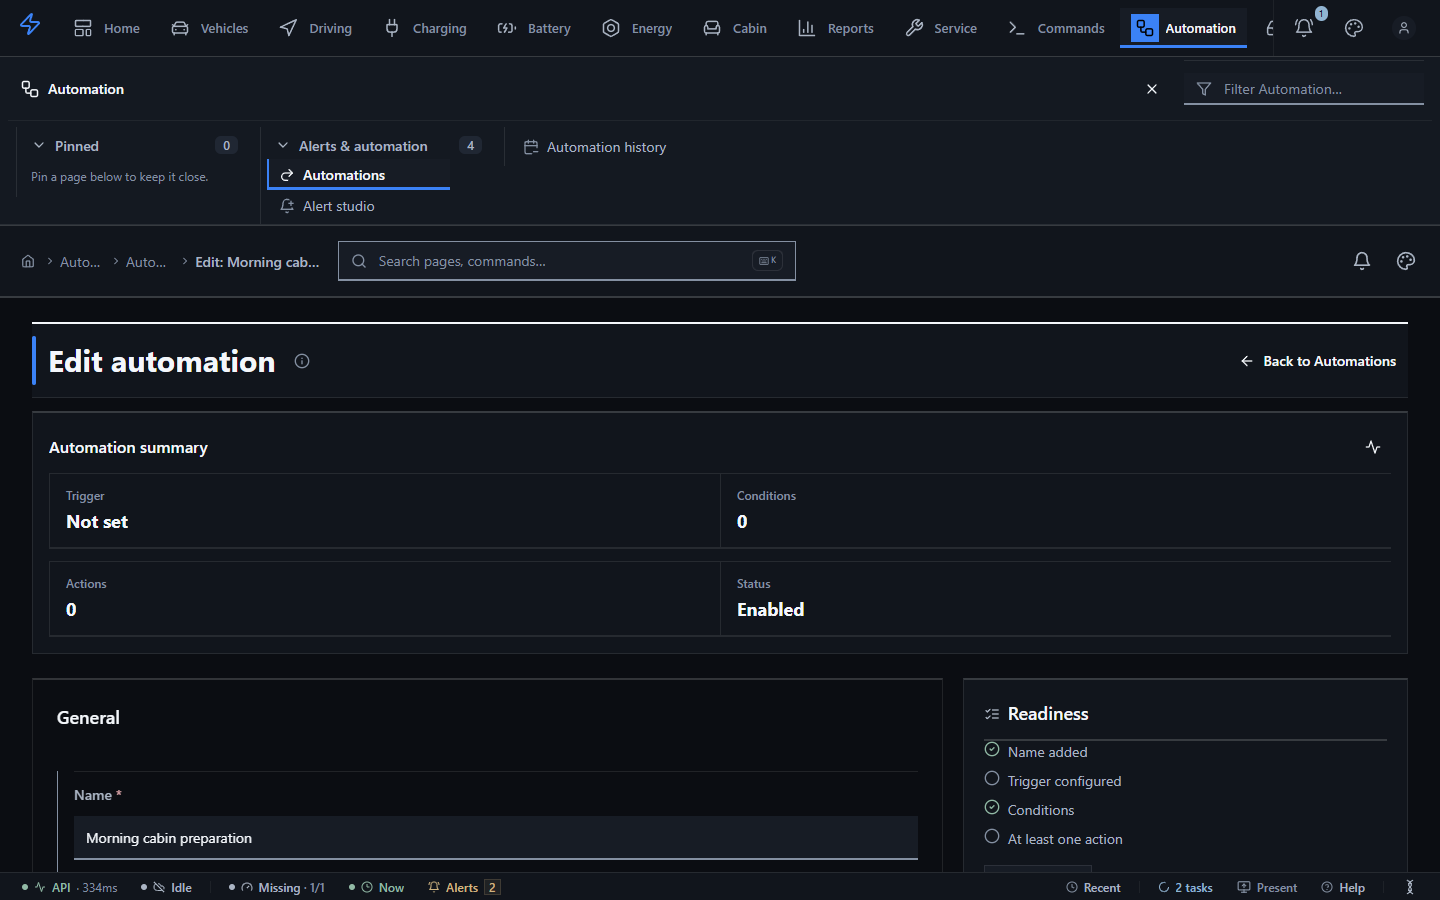 Home
Vehicles
Driving
Charging
Battery
Energy
Cabin
Reports
Service
Commands
Automation
1
Automation
Filter Automation...
Pinned
0
Pin a page below to keep it close.
Alerts & automation
4
Automations
Alert studio
Automation history
Auto...
Auto...
Edit: Morning cab...
Search pages, commands...
K
Edit automation
Back to Automations
Automation summary
Trigger
Not set
Conditions
0
Actions
0
Status
Enabled
General
Name *
Morning cabin preparation
Readiness
Name added
Trigger configured
Conditions
At least one action
API · 334ms
Idle
Missing · 1/1
Now
Alerts 2
Recent
2 tasks
Present
Help